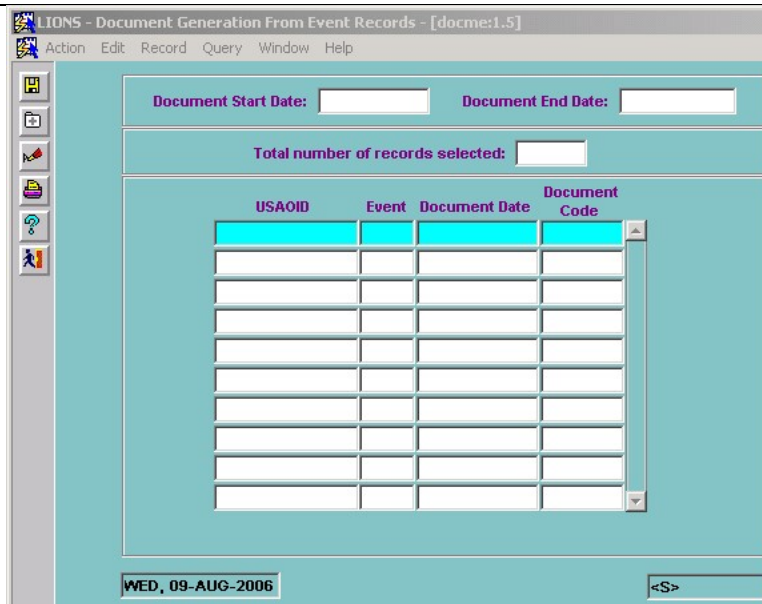 LIONS - Document Generation From Event Records - [docme:1.5]
Action Edit Record Query Window Help
Document Start Date: Document End Date:
Total number of records selected:
USAOID Event Document Date Document Code
WED, 09-AUG-2006 <S>